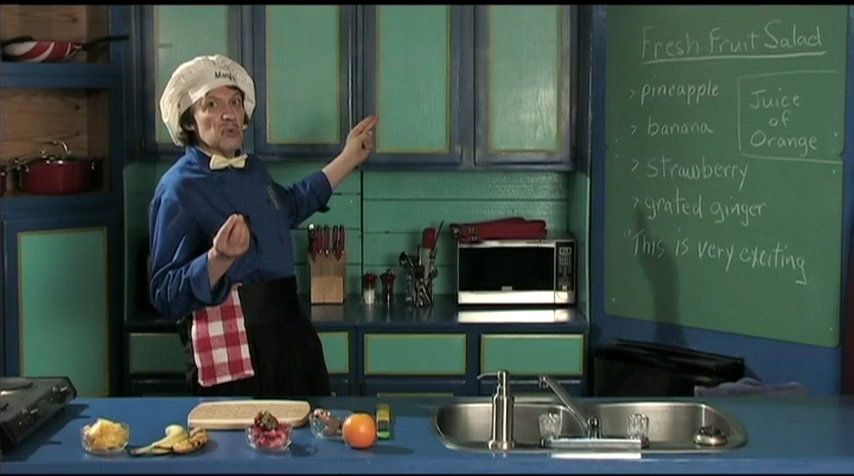 Fresh Fruit Salad
> pineapple
> banana
> strawberry
> grated ginger
"This is very exciting
Juice
of
Orange